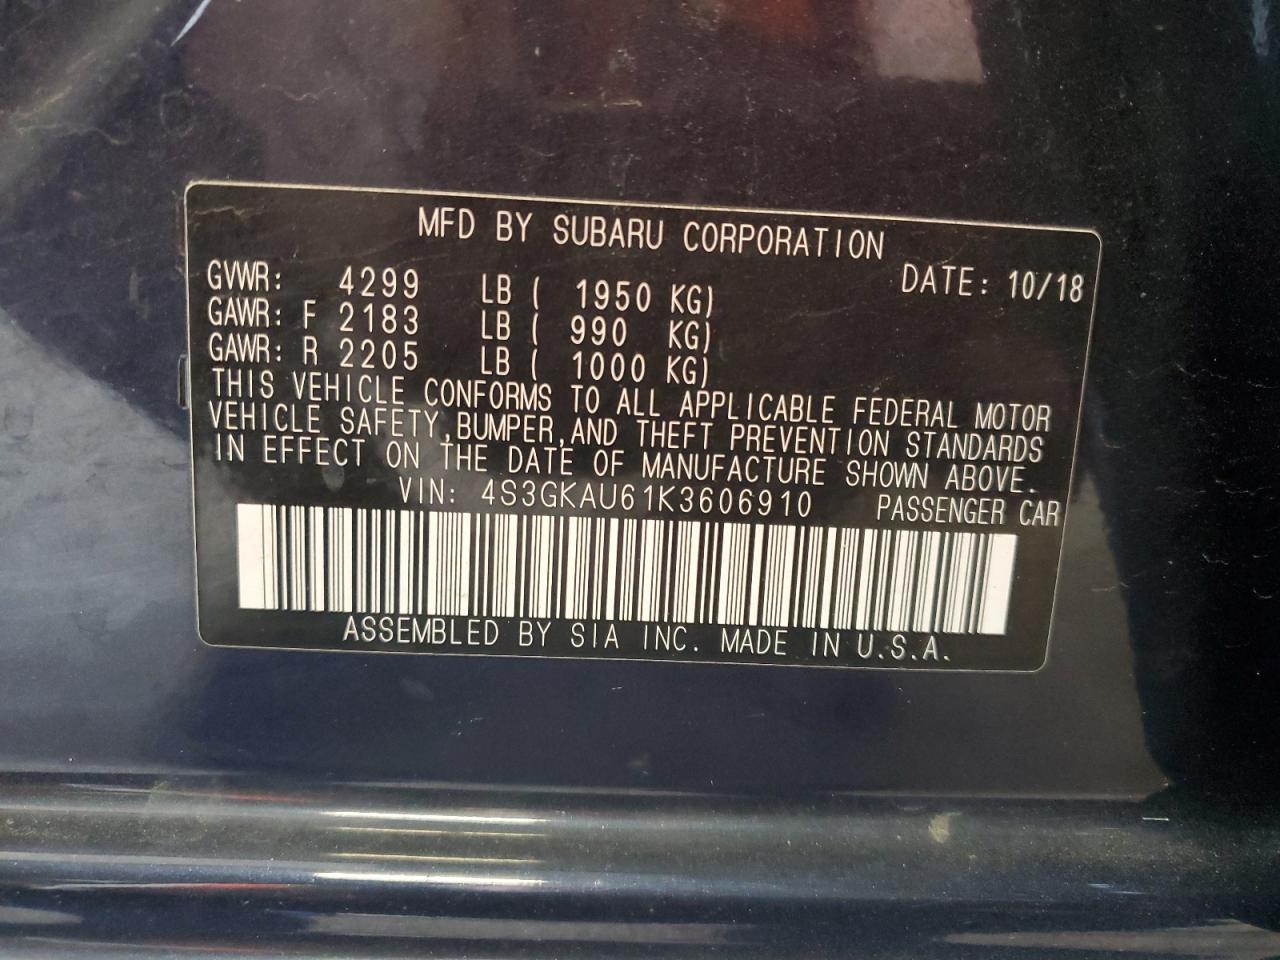 MFD BY SUBARU CORPORATION
GVWR: 4299 LB ( 1950 KG) DATE: 10/18
GAWR: F 2183 LB ( 990 KG)
GAWR: R 2205 LB ( 1000 KG)
THIS VEHICLE CONFORMS TO ALL APPLICABLE FEDERAL MOTOR
VEHICLE SAFETY,BUMPER,AND THEFT PREVENTION STANDARDS
IN EFFECT ON THE DATE OF MANUFACTURE SHOWN ABOVE.
VIN: 4S3GKAU61K3606910 PASSENGER CAR
ASSEMBLED BY SIA INC. MADE IN U.S.A.